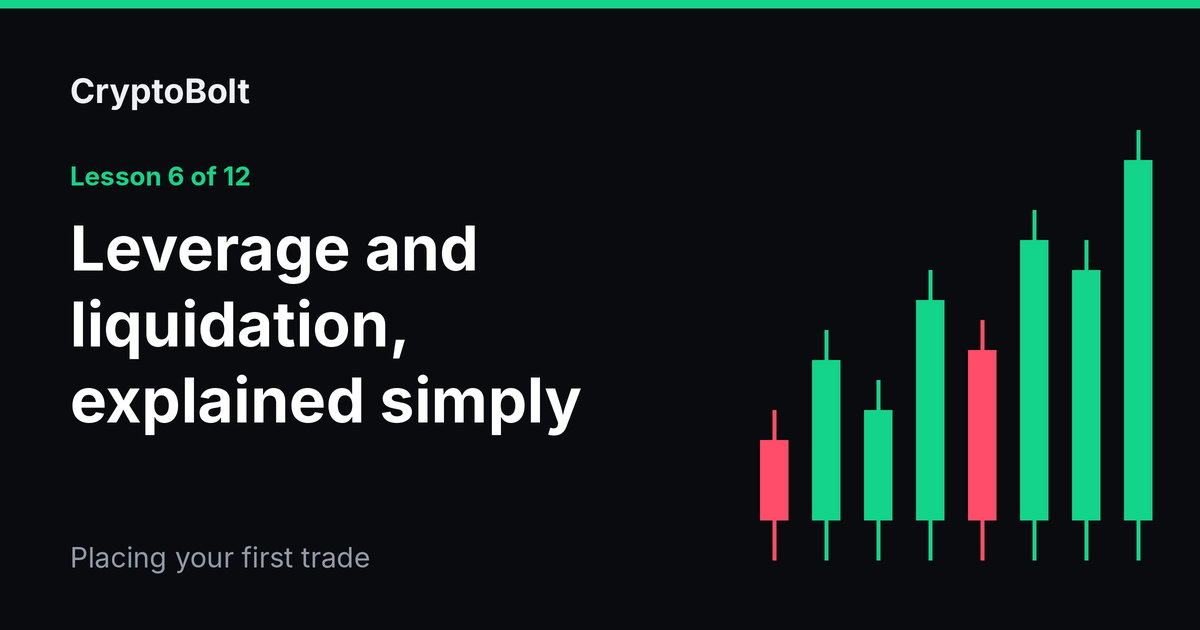 CryptoBolt
Lesson 6 of 12
Leverage and
liquidation,
explained simply
Placing your first trade